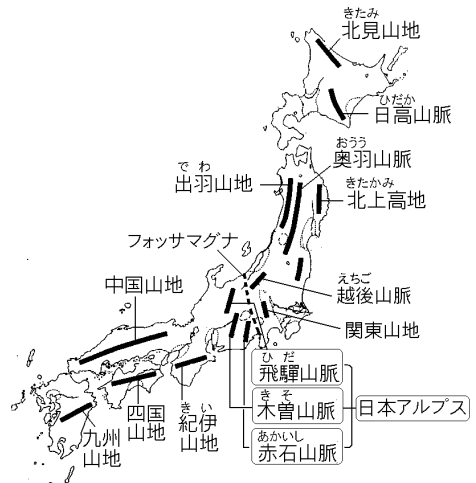 きたみ
北見山地
ひだか
日高山脈
おうう
奥羽山脈
でわ
出羽山地
きたかみ
北上高地
フォッサマグナ
えちご
越後山脈
中国山地
関東山地
ひだ
飛驒山脈
きそ
木曽山脈
日本アルプス
あかいし
赤石山脈
四国
山地
きい
紀伊
山地
九州
山地